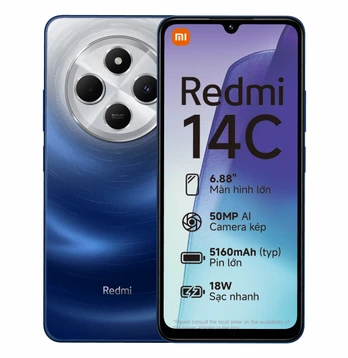 mi
Redmi
14C
6.88"
Màn hình lớn
50MP AI
Camera kép
5160mAh (typ)
Pin lớn
18W
Sạc nhanh
Redmi